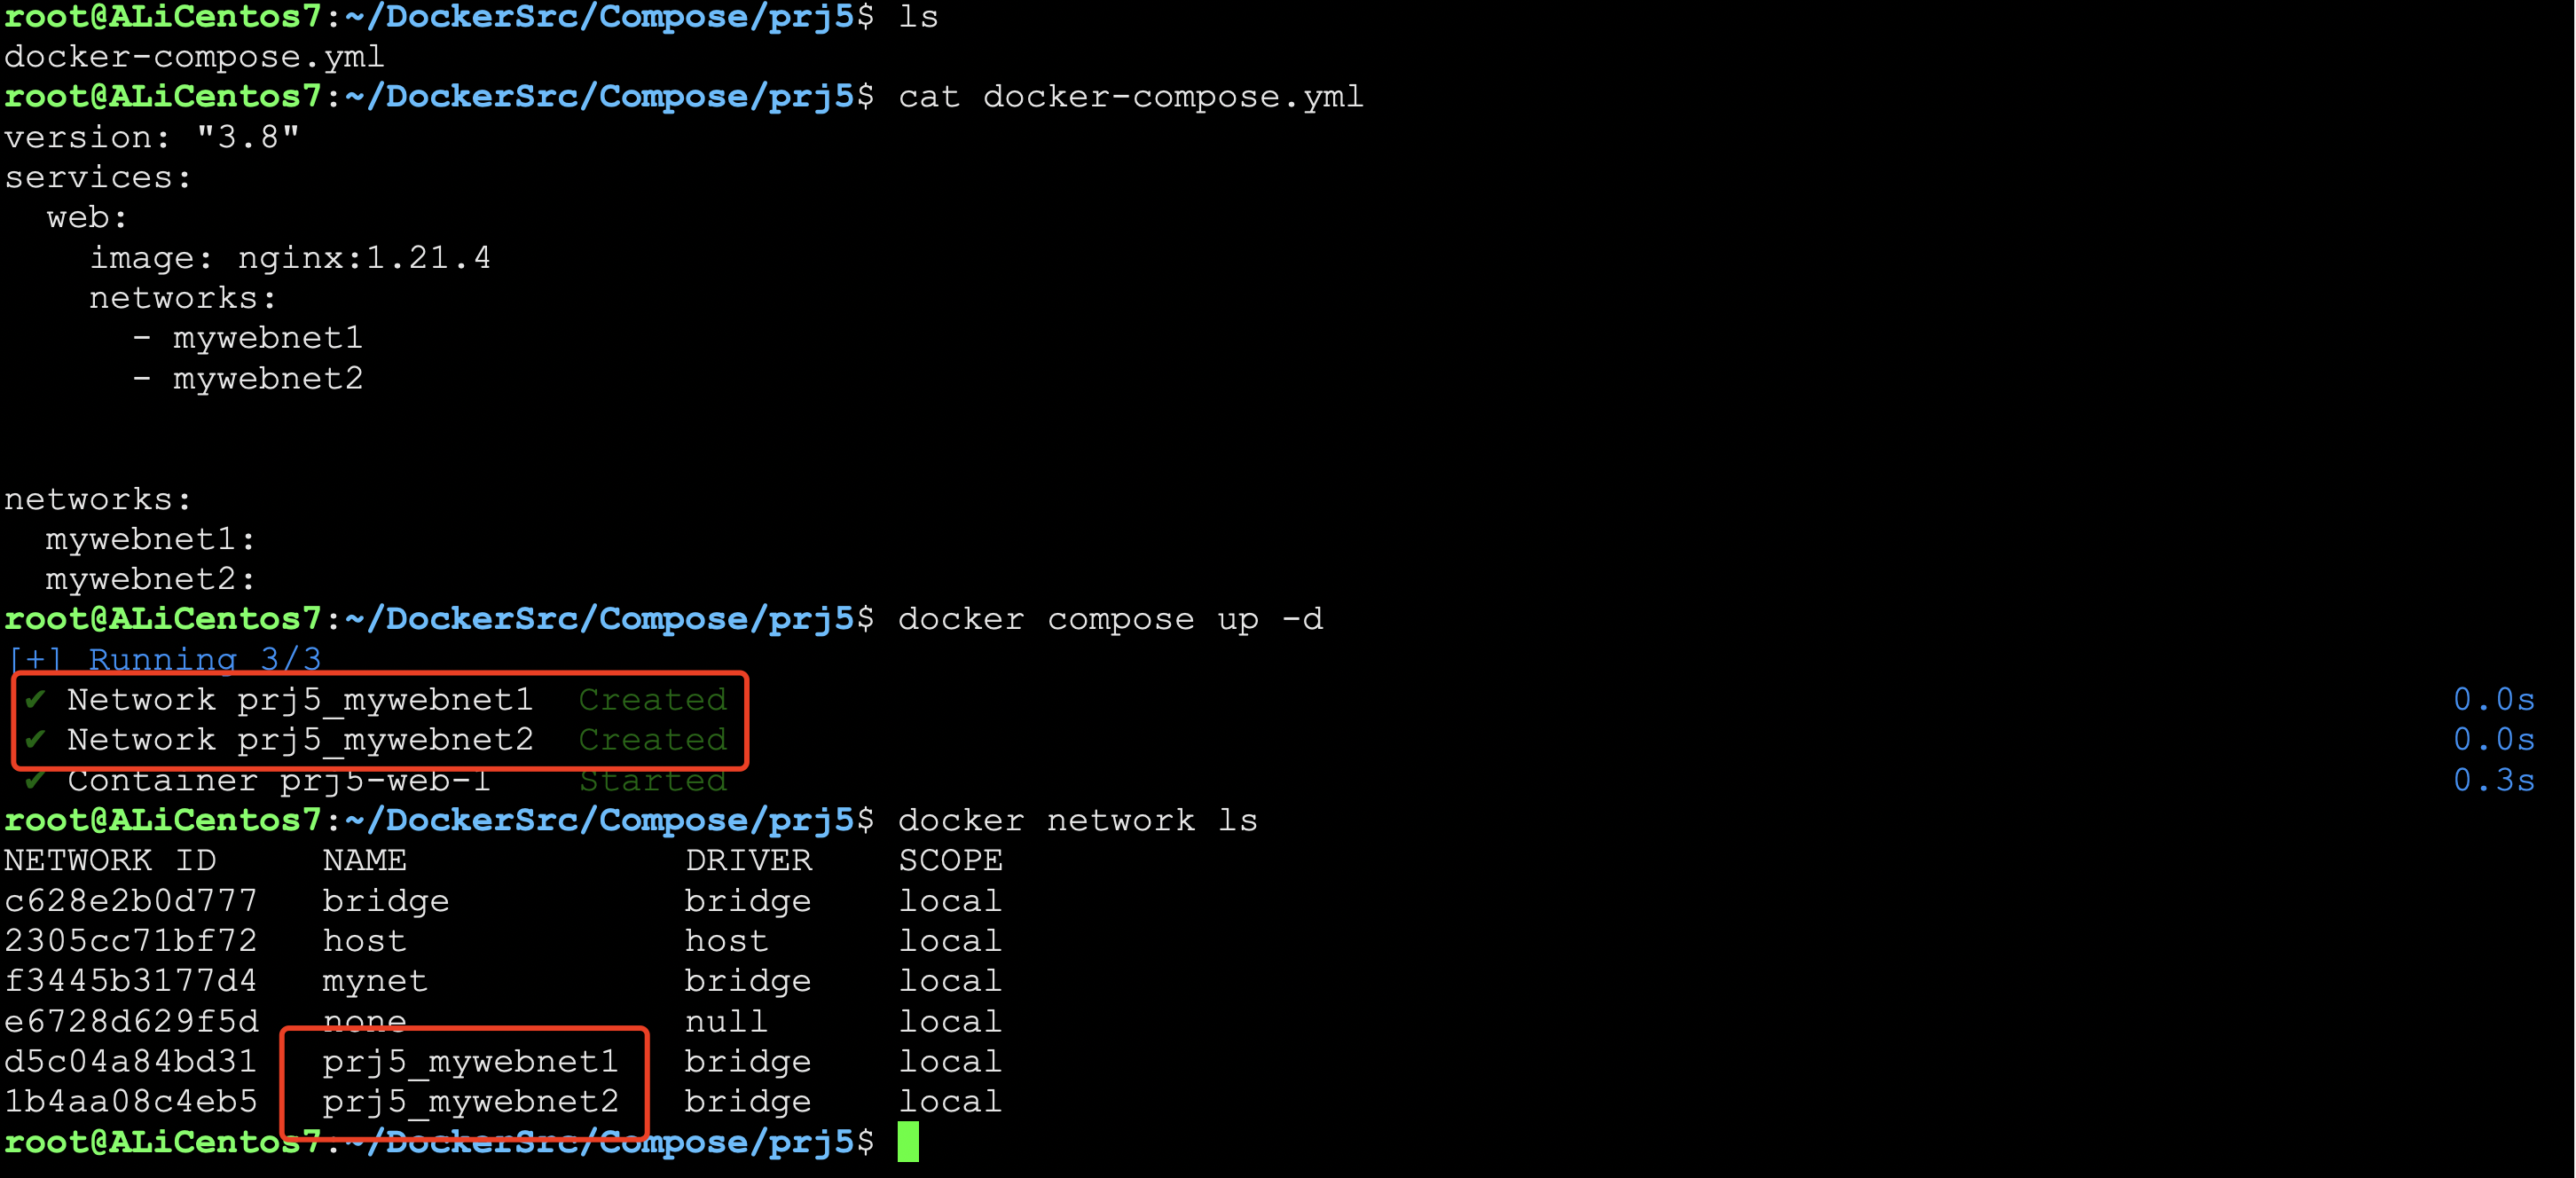 root@ALiCentos7:~/DockerSrc/Compose/prj5$ ls
docker-compose.yml
root@ALiCentos7:~/DockerSrc/Compose/prj5$ cat docker-compose.yml
version: "3.8"
services:
  web:
    image: nginx:1.21.4
    networks:
      - mywebnet1
      - mywebnet2
networks:
  mywebnet1:
  mywebnet2:
root@ALiCentos7:~/DockerSrc/Compose/prj5$ docker compose up -d
[+] Running 3/3
 ✔ Network prj5_mywebnet1  Created 0.0s
 ✔ Network prj5_mywebnet2  Created 0.0s
 ✔ Container prj5-web-1    Started 0.3s
root@ALiCentos7:~/DockerSrc/Compose/prj5$ docker network ls
NETWORK ID     NAME             DRIVER    SCOPE
c628e2b0d777   bridge           bridge    local
2305cc71bf72   host             host      local
f3445b3177d4   mynet            bridge    local
e6728d629f5d   none             null      local
d5c04a84bd31   prj5_mywebnet1   bridge    local
1b4aa08c4eb5   prj5_mywebnet2   bridge    local
root@ALiCentos7:~/DockerSrc/Compose/prj5$